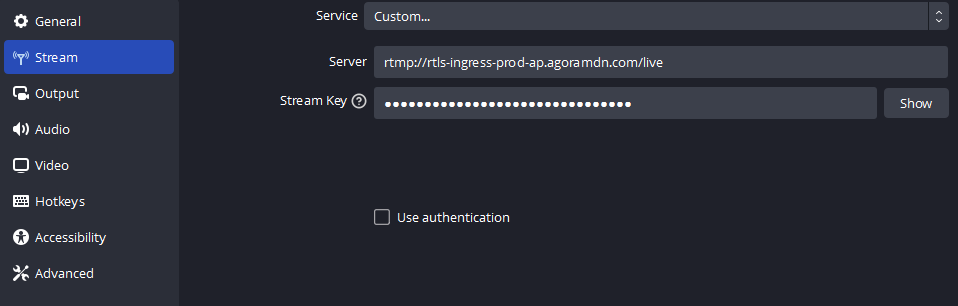 General
Stream
Output
Audio
Video
Hotkeys
Accessibility
Advanced
Service Custom...
Server rtmp://rtls-ingress-prod-ap.agoramdn.com/live
Stream Key ? ●●●●●●●●●●●●●●●●●●●●●●●●●●●●●●● Show
Use authentication